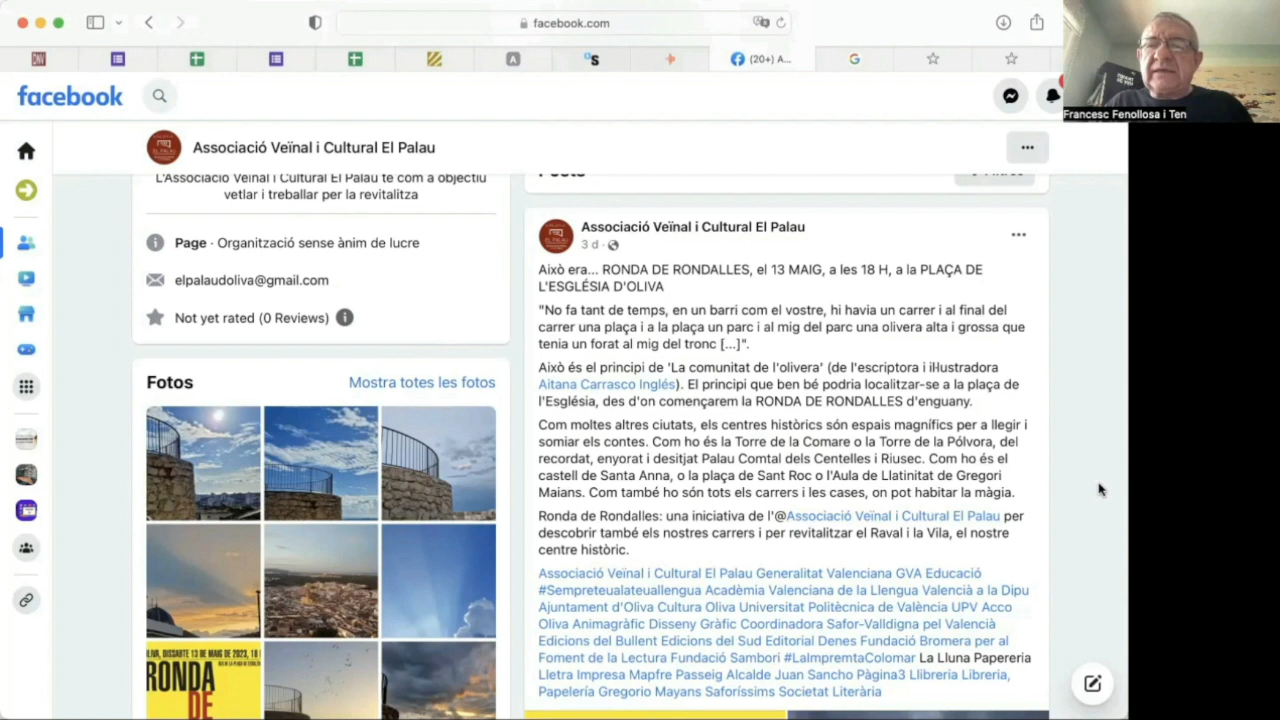 facebook.com
DNV
A
S
(20+) A...
G
facebook
Francesc Fenollosa i Ten
Associació Veïnal i Cultural El Palau
L'Associació Veïnal i Cultural El Palau té com a objectiu
vetlar i treballar per la revitalitza
Page · Organització sense ànim de lucre
elpalaudoliva@gmail.com
Not yet rated (0 Reviews)
Fotos
Mostra totes les fotos
OLIVA, DISSABTE 13 DE MAIG DE 2023, 18 H
RONDA
DE
Posts
Filtres
Associació Veïnal i Cultural El Palau
3 d ·
Això era... RONDA DE RONDALLES, el 13 MAIG, a les 18 H, a la PLAÇA DE
L'ESGLÉSIA D'OLIVA
"No fa tant de temps, en un barri com el vostre, hi havia un carrer i al final del
carrer una plaça i a la plaça un parc i al mig del parc una olivera alta i grossa que
tenia un forat al mig del tronc [...]".
Això és el principi de 'La comunitat de l'olivera' (de l'escriptora i il·lustradora
Aitana Carrasco Inglés). El principi que ben bé podria localitzar-se a la plaça de
l'Església, des d'on començarem la RONDA DE RONDALLES d'enguany.
Com moltes altres ciutats, els centres històrics són espais magnífics per a llegir i
somiar els contes. Com ho és la Torre de la Comare o la Torre de la Pólvora, del
recordat, enyorat i desitjat Palau Comtal dels Centelles i Riusec. Com ho és el
castell de Santa Anna, o la plaça de Sant Roc o l'Aula de Llatinitat de Gregori
Maians. Com també ho són tots els carrers i les cases, on pot habitar la màgia.
Ronda de Rondalles: una iniciativa de l'@Associació Veïnal i Cultural El Palau per
descobrir també els nostres carrers i per revitalitzar el Raval i la Vila, el nostre
centre històric.
Associació Veïnal i Cultural El Palau Generalitat Valenciana GVA Educació
#Sempreteualateuallengua Acadèmia Valenciana de la Llengua Valencià a la Dipu
Ajuntament d'Oliva Cultura Oliva Universitat Politècnica de València UPV Acco
Oliva Animagràfic Disseny Gràfic Coordinadora Safor-Valldigna pel Valencià
Edicions del Bullent Edicions del Sud Editorial Denes Fundació Bromera per al
Foment de la Lectura Fundació Sambori #LaImpremtaColomar La Lluna Papereria
Lletra Impresa Mapfre Passeig Alcalde Juan Sancho Pàgina3 Llibreria Llibreria,
Papelería Gregorio Mayans Saforíssims Societat Literària